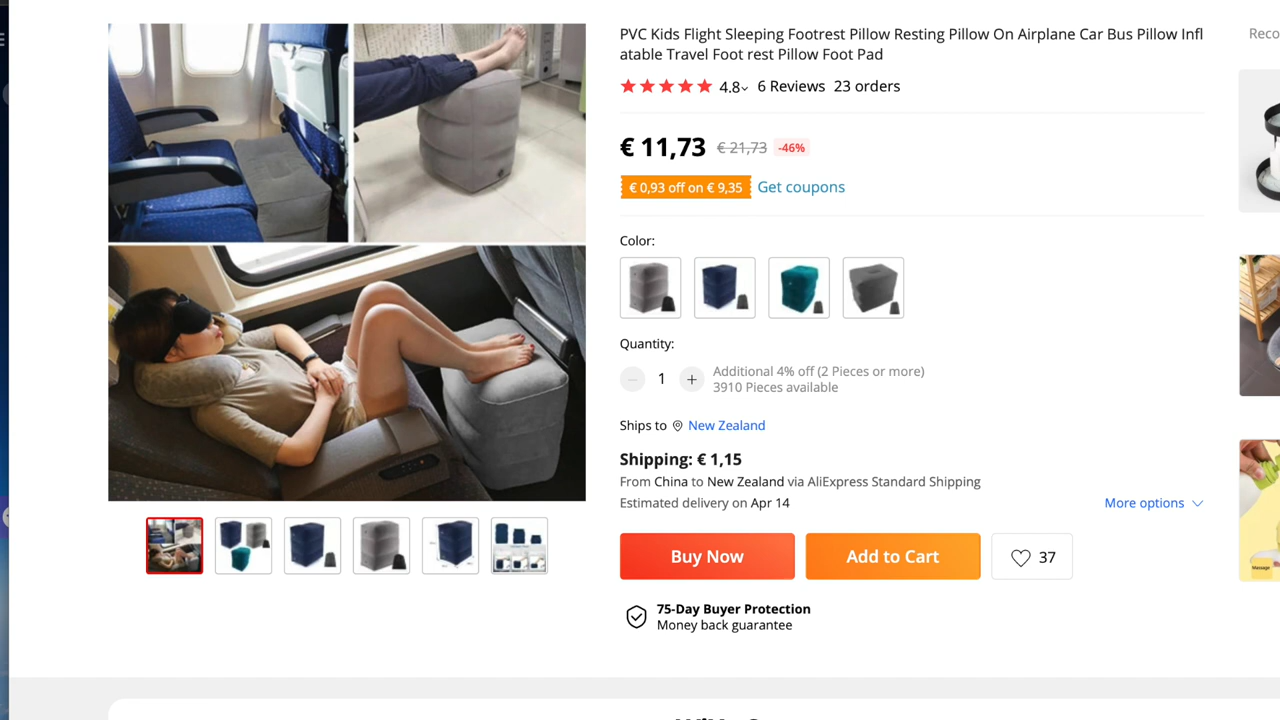 PVC Kids Flight Sleeping Footrest Pillow Resting Pillow On Airplane Car Bus Pillow Infl
atable Travel Foot rest Pillow Foot Pad
Reco
4.8 6 Reviews 23 orders
€ 11,73 € 21,73 -46%
€ 0,93 off on € 9,35 Get coupons
Color:
Quantity:
1 Additional 4% off (2 Pieces or more)
3910 Pieces available
Ships to New Zealand
Shipping: € 1,15
From China to New Zealand via AliExpress Standard Shipping
Estimated delivery on Apr 14 More options
Buy Now Add to Cart 37
Massage
75-Day Buyer Protection
Money back guarantee